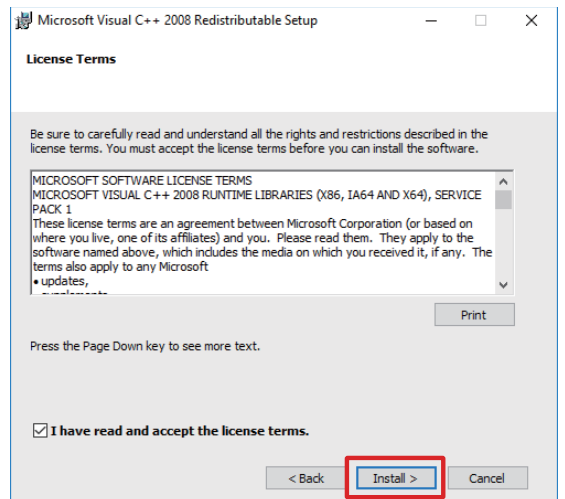 Microsoft Visual C++ 2008 Redistributable Setup
License Terms
Be sure to carefully read and understand all the rights and restrictions described in the
license terms. You must accept the license terms before you can install the software.
MICROSOFT SOFTWARE LICENSE TERMS
MICROSOFT VISUAL C++ 2008 RUNTIME LIBRARIES (X86, IA64 AND X64), SERVICE
PACK 1
These license terms are an agreement between Microsoft Corporation (or based on
where you live, one of its affiliates) and you. Please read them. They apply to the
software named above, which includes the media on which you received it, if any. The
terms also apply to any Microsoft
• updates,
Print
Press the Page Down key to see more text.
I have read and accept the license terms.
< Back Install > Cancel